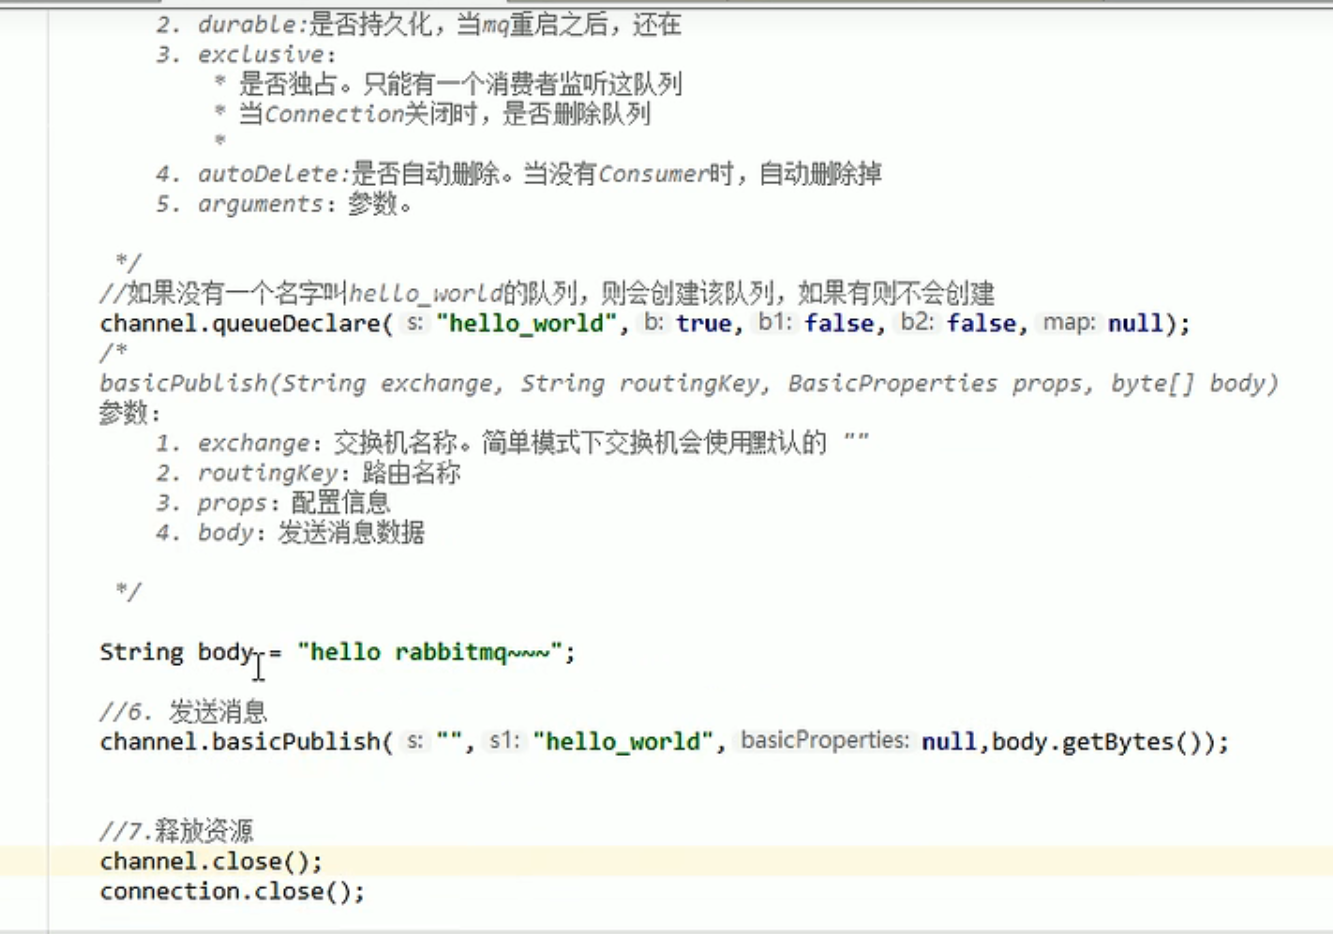 2. durable:是否持久化，当mq重启之后，还在
3. exclusive：
* 是否独占。只能有一个消费者监听这队列
* 当Connection关闭时，是否删除队列
*
4. autoDelete:是否自动删除。当没有Consumer时，自动删除掉
5. arguments：参数。
*/
//如果没有一个名字叫hello_world的队列，则会创建该队列，如果有则不会创建
channel.queueDeclare( s: "hello_world", b: true, b1: false, b2: false, map: null);
/*
basicPublish(String exchange, String routingKey, BasicProperties props, byte[] body)
参数：
1. exchange：交换机名称。简单模式下交换机会使用默认的 ""
2. routingKey：路由名称
3. props：配置信息
4. body：发送消息数据
*/
String body = "hello rabbitmq~~~";
//6. 发送消息
channel.basicPublish( s: "", s1: "hello_world", basicProperties: null,body.getBytes());
//7.释放资源
channel.close();
connection.close();